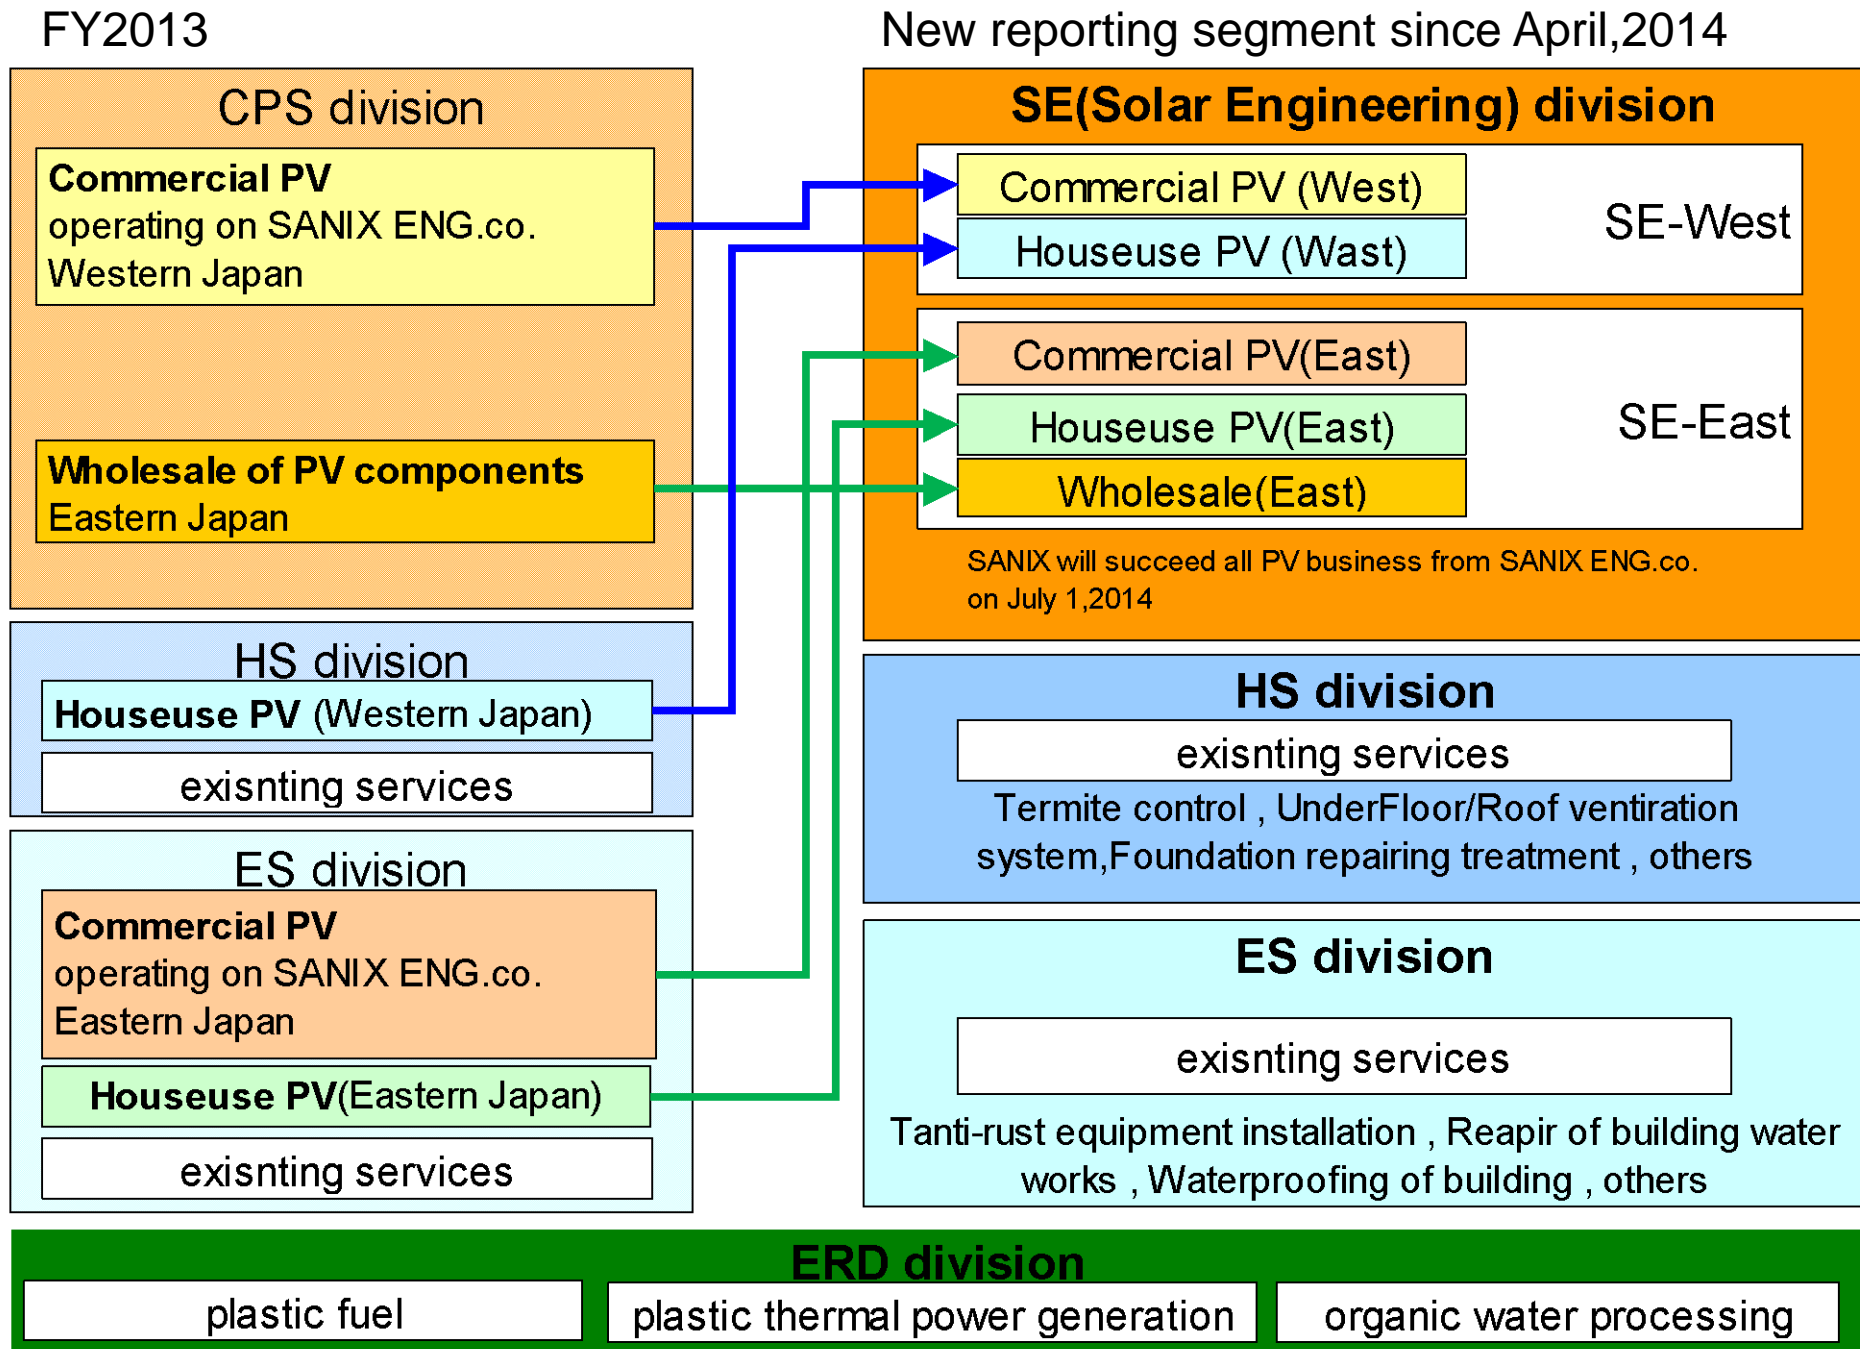 FY2013
New reporting segment since April,2014
CPS division
Commercial PV
operating on SANIX ENG.co.
Western Japan
Wholesale of PV components
Eastern Japan
HS division
Houseuse PV (Western Japan)
exisnting services
ES division
Commercial PV
operating on SANIX ENG.co.
Eastern Japan
Houseuse PV(Eastern Japan)
exisnting services
SE(Solar Engineering) division
Commercial PV (West)
Houseuse PV (Wast)
SE-West
Commercial PV(East)
Houseuse PV(East)
Wholesale(East)
SE-East
SANIX will succeed all PV business from SANIX ENG.co.
on July 1,2014
HS division
exisnting services
Termite control , UnderFloor/Roof ventiration
system,Foundation repairing treatment , others
ES division
exisnting services
Tanti-rust equipment installation , Reapir of building water
works , Waterproofing of building , others
ERD division
plastic fuel
plastic thermal power generation
organic water processing